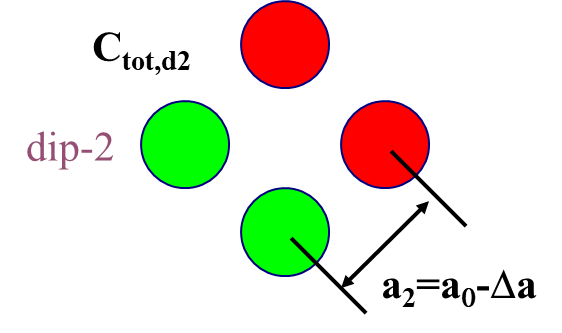 C_tot,d2
dip-2
a₂=a₀-Δa